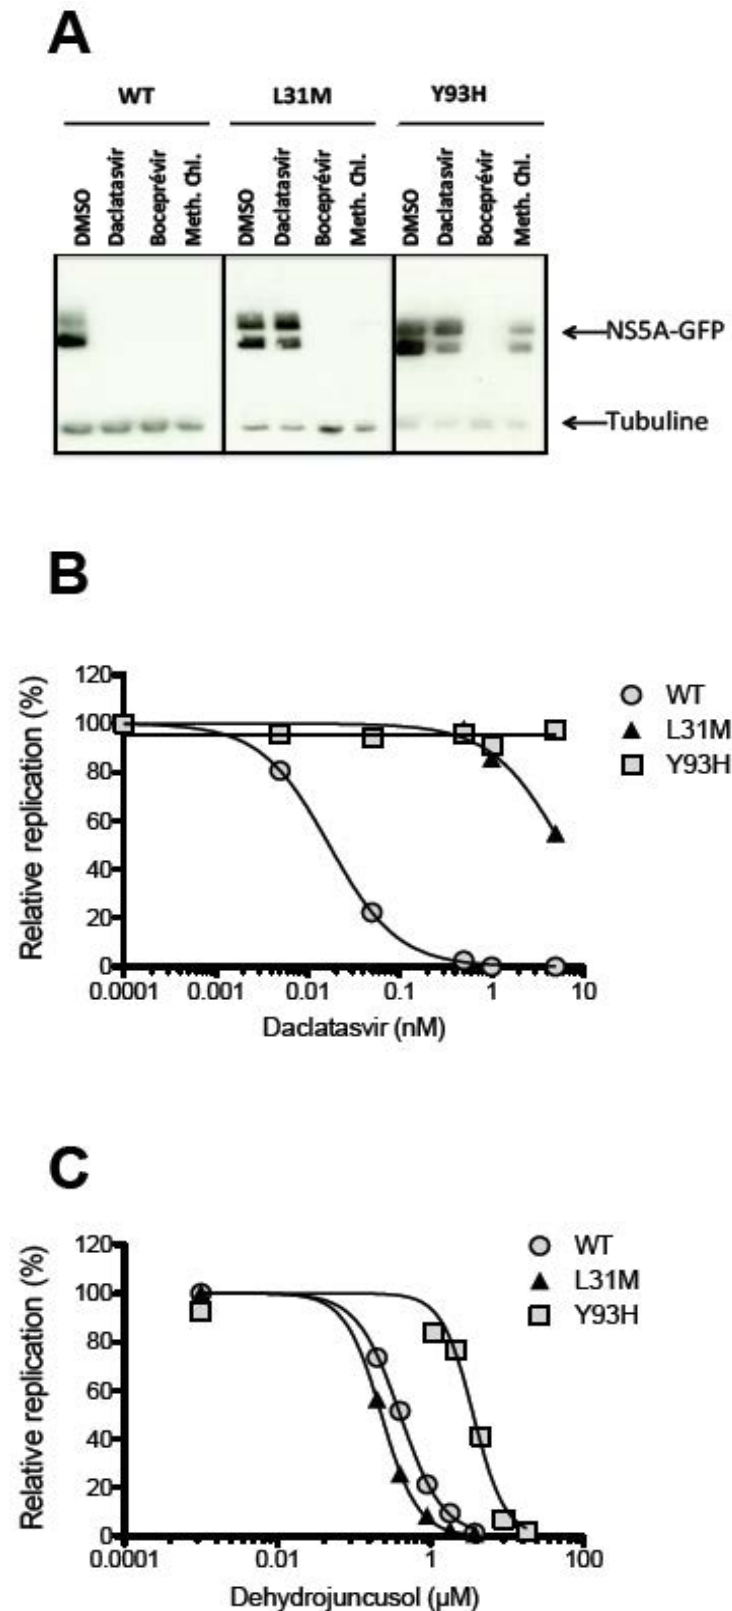 A
WT L31M Y93H
DMSO Daclatasvir Boceprévir Meth. Chl. DMSO Daclatasvir Boceprévir Meth. Chl. DMSO Daclatasvir Boceprévir Meth. Chl.
NS5A-GFP
Tubuline
B
Relative replication (%)
120
100
80
60
40
20
0
0.0001 0.001 0.01 0.1 1 10
Daclatasvir (nM)
WT
L31M
Y93H
C
Relative replication (%)
120
100
80
60
40
20
0
0.0001 0.01 1 100
Dehydrojuncusol (µM)
WT
L31M
Y93H